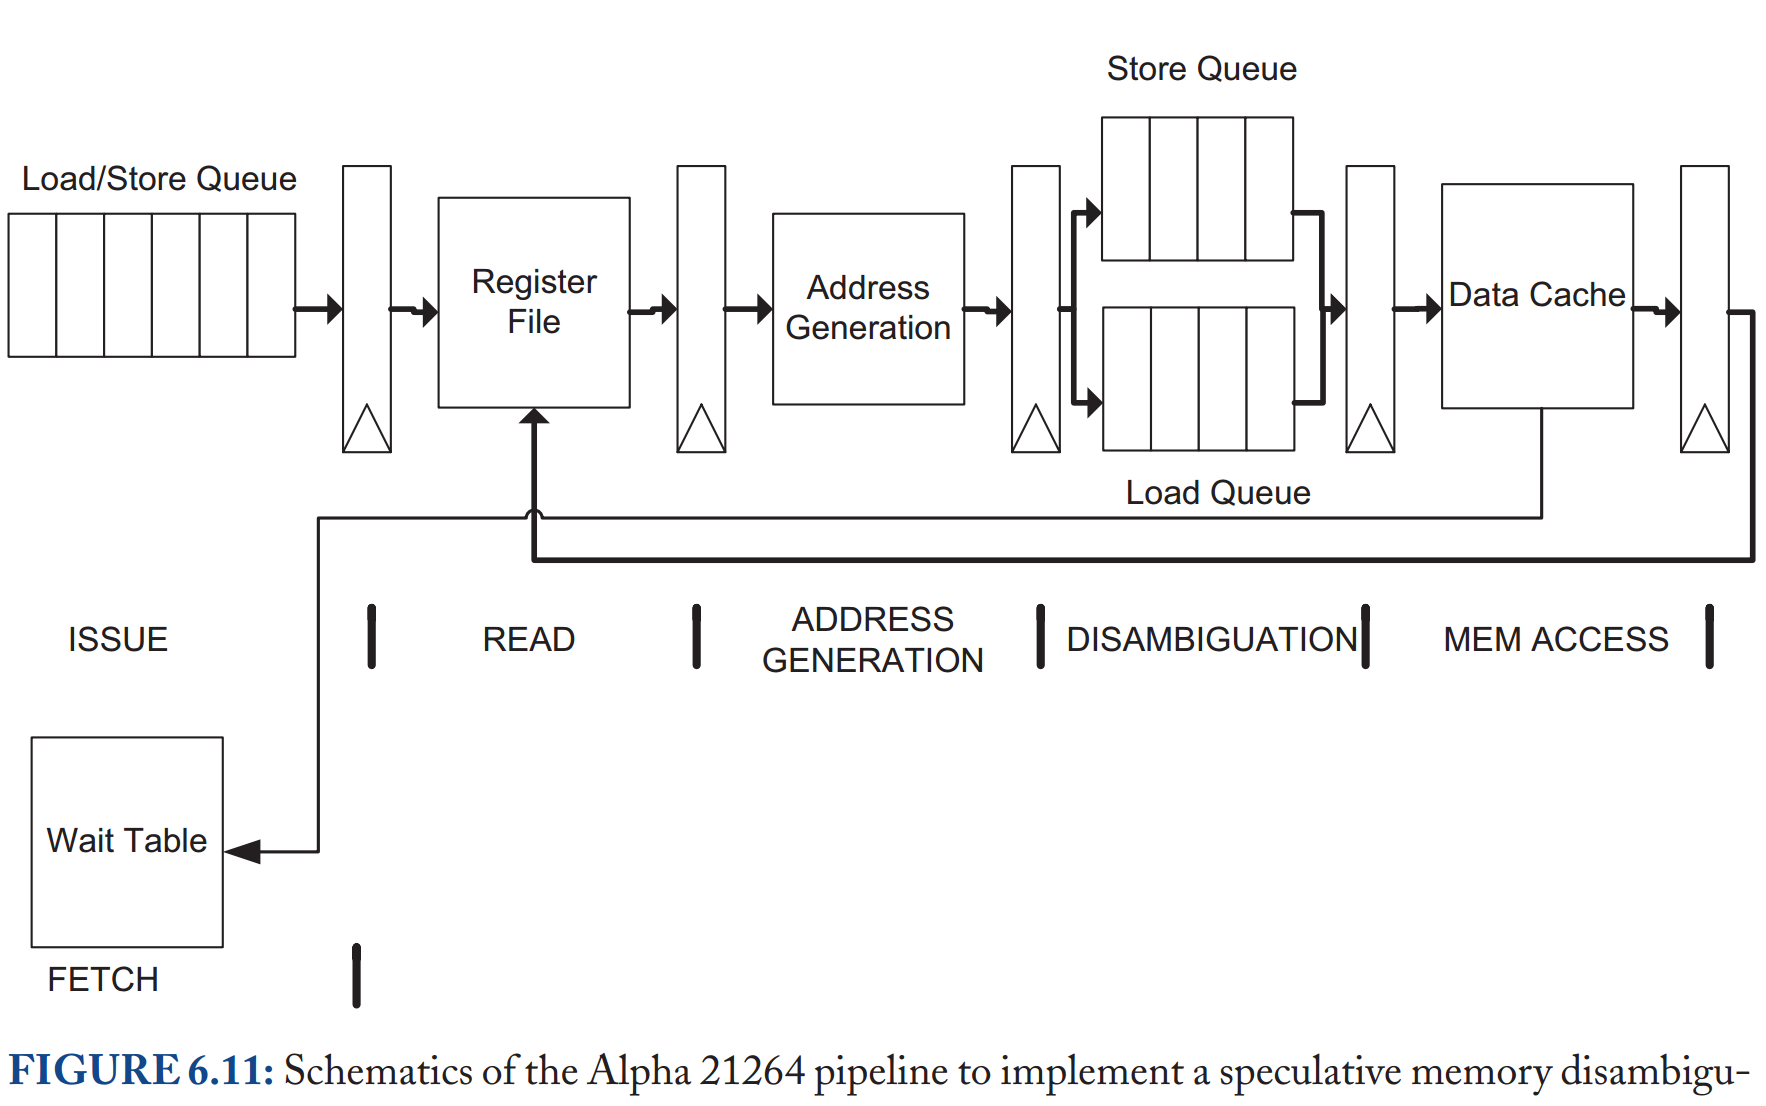 Store Queue
Load/Store Queue
Register
File
Address
Generation
Data Cache
Load Queue
ISSUE
READ
ADDRESS
GENERATION
DISAMBIGUATION
MEM ACCESS
Wait Table
FETCH
FIGURE 6.11: Schematics of the Alpha 21264 pipeline to implement a speculative memory disambigu-